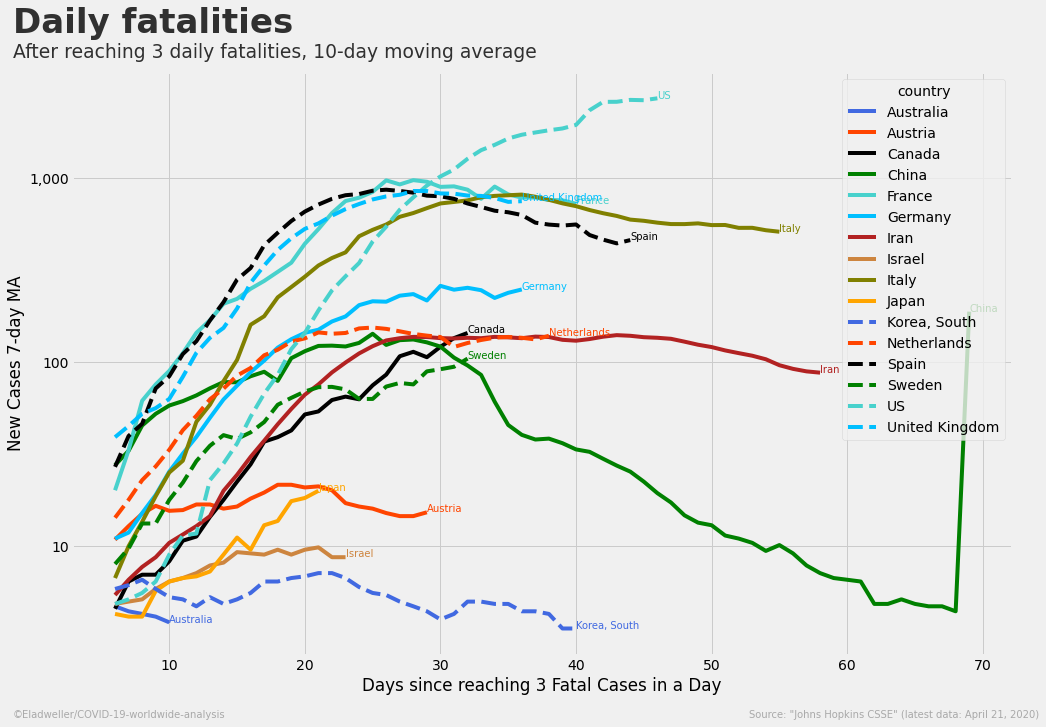 Daily fatalities
After reaching 3 daily fatalities, 10-day moving average
New Cases 7-day MA
1,000
100
10
10
20
30
40
50
60
70
Days since reaching 3 Fatal Cases in a Day
US
United Kingdom
France
Italy
Spain
China
Germany
Canada
Netherlands
Sweden
Iran
Japan
Austria
Israel
Australia
Korea, South
country
Australia
Austria
Canada
China
France
Germany
Iran
Israel
Italy
Japan
Korea, South
Netherlands
Spain
Sweden
US
United Kingdom
©Eladweller/COVID-19-worldwide-analysis
Source: "Johns Hopkins CSSE" (latest data: April 21, 2020)